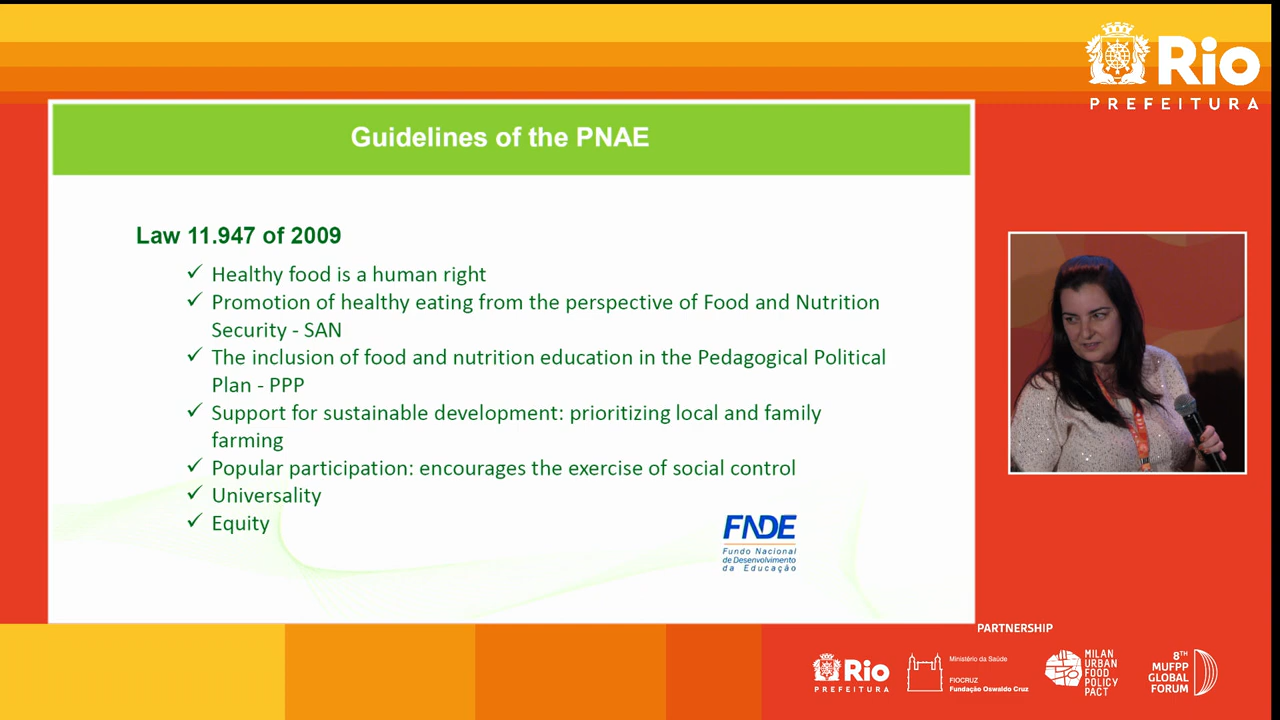 Rio
PREFEITURA
Guidelines of the PNAE
Law 11.947 of 2009
✓ Healthy food is a human right
✓ Promotion of healthy eating from the perspective of Food and Nutrition
Security - SAN
✓ The inclusion of food and nutrition education in the Pedagogical Political
Plan - PPP
✓ Support for sustainable development: prioritizing local and family
farming
✓ Popular participation: encourages the exercise of social control
✓ Universality
✓ Equity
FNDE
Fundo Nacional
de Desenvolvimento
da Educação
PARTNERSHIP
Rio
PREFEITURA
Ministério da Saúde
FIOCRUZ
Fundação Oswaldo Cruz
MILAN
URBAN
FOOD
POLICY
PACT
8TH
MUFPP
GLOBAL
FORUM